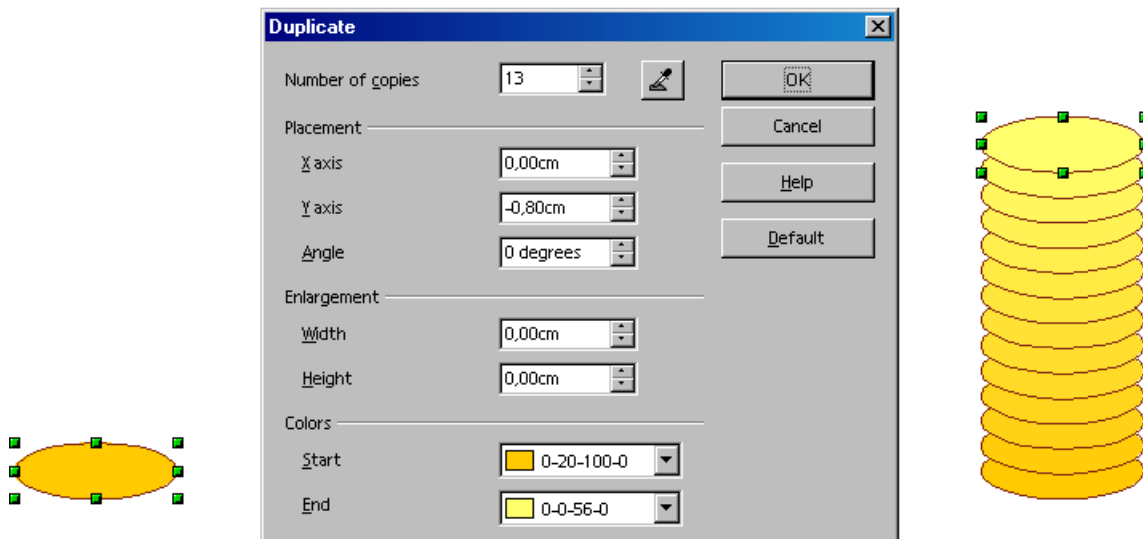 Duplicate
Number of copies 13 OK
Placement Cancel
X axis 0,00cm
Help
Y axis -0,80cm
Default
Angle 0 degrees
Enlargement
Width 0,00cm
Height 0,00cm
Colors
Start 0-20-100-0
End 0-0-56-0